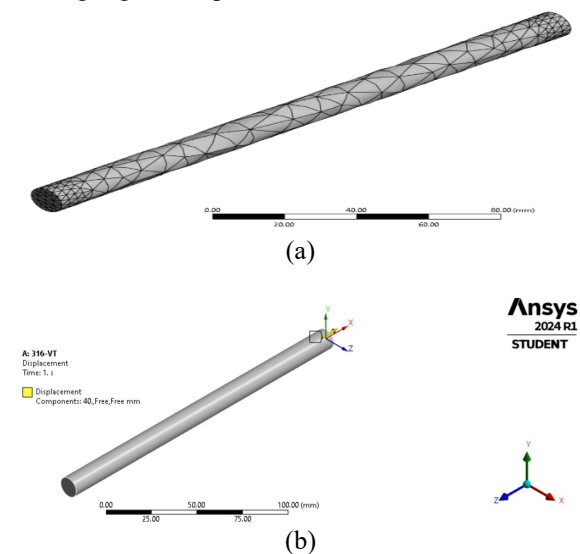 0.00 40.00 80.00 (mm)
20.00 60.00
(a)
Ansys
2024 R1
STUDENT
Y
X
Z
A: 316-VT
Displacement
Time: 1. s
Displacement
Components: 40.,Free,Free mm
0.00 50.00 100.00 (mm)
25.00 75.00
Y
Z X
(b)